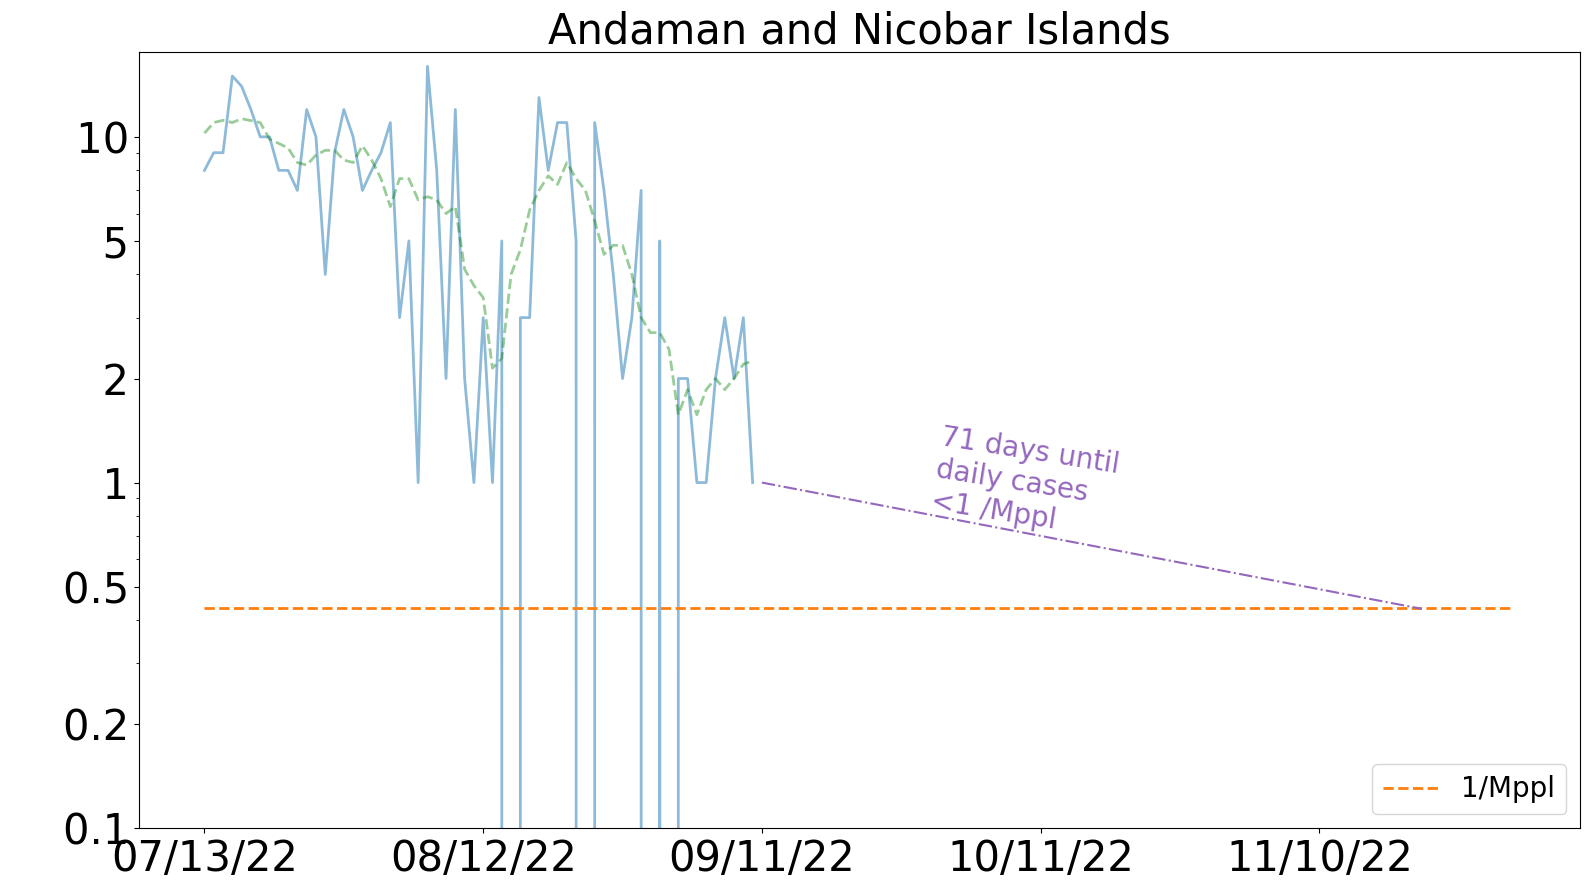 Andaman and Nicobar Islands
10
5
2
1
0.5
0.2
0.1
71 days until
daily cases
<1 /Mppl
1/Mppl
07/13/22
08/12/22
09/11/22
10/11/22
11/10/22